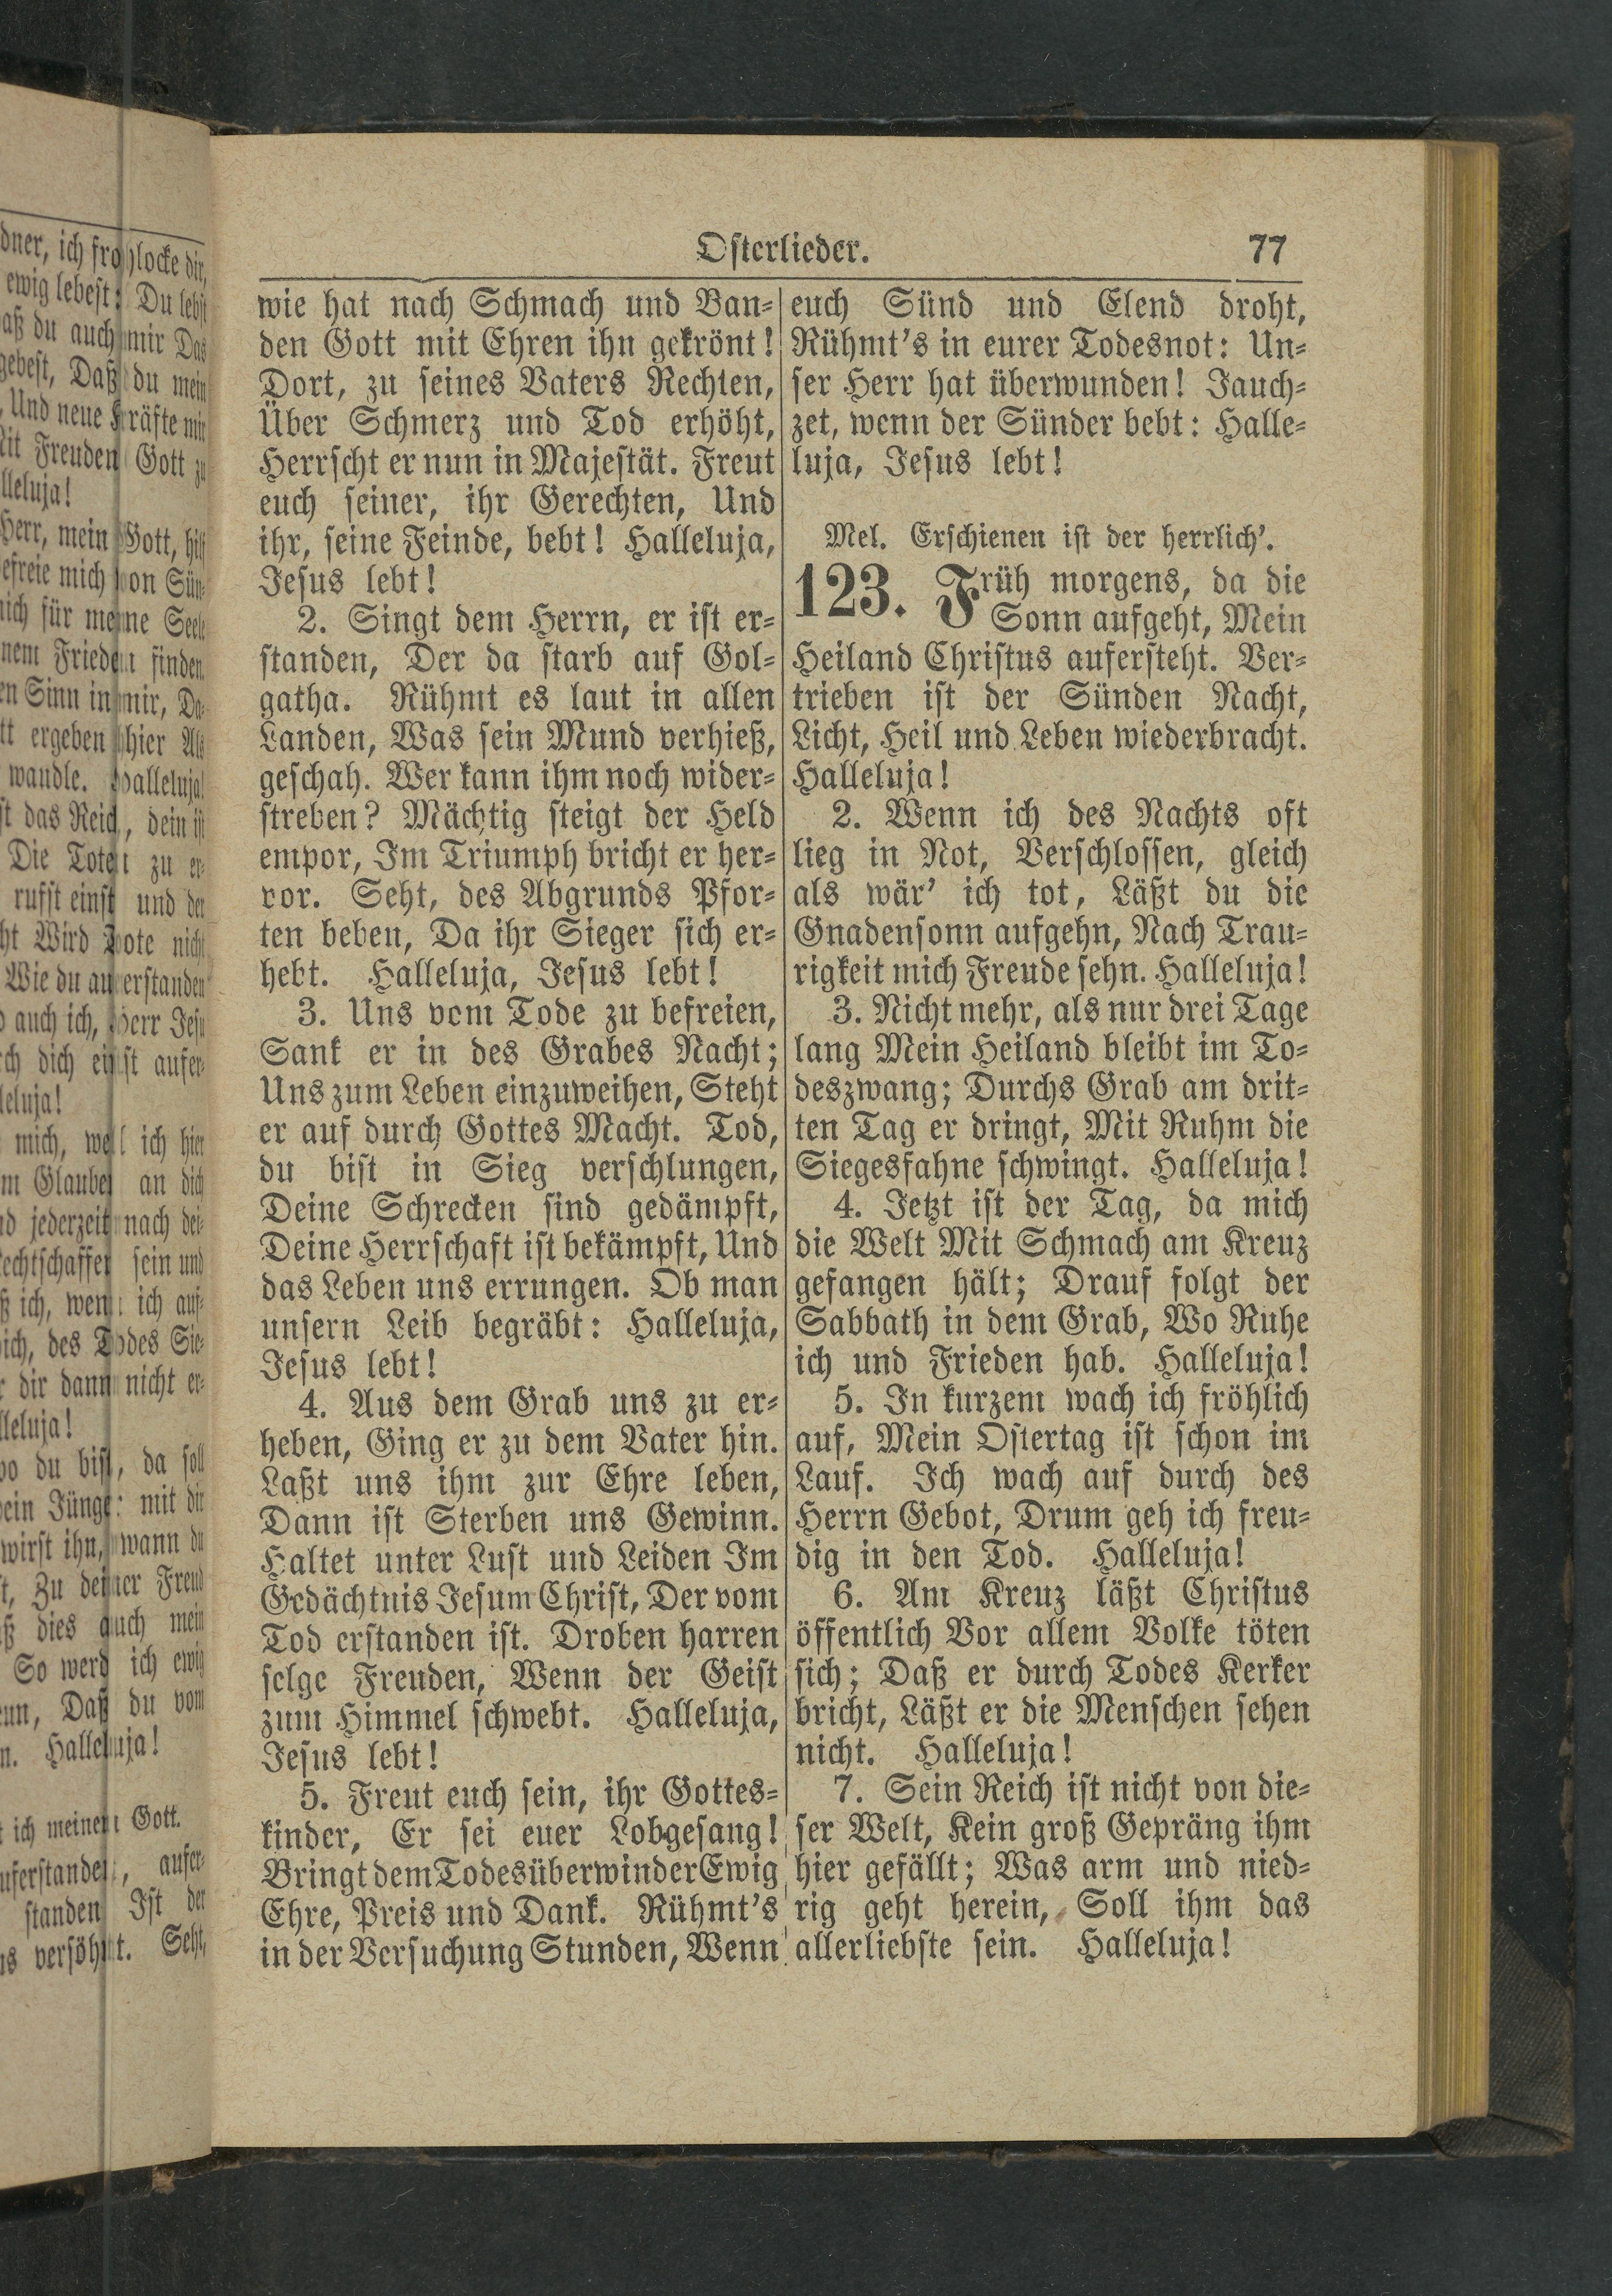 Osterlieder. 77
wie hat nach Schmach und Ban-
den Gott mit Ehren ihn gekrönt!
Dort, zu seines Vaters Rechten,
Über Schmerz und Tod erhöht,
Herrscht er nun in Majestät. Freut
euch seiner, ihr Gerechten, Und
ihr, seine Feinde, bebt! Halleluja,
Jesus lebt!
2. Singt dem Herrn, er ist er-
standen, Der da starb auf Gol-
gatha. Rühmt es laut in allen
Landen, Was sein Mund verhieß,
geschah. Wer kann ihm noch wider-
streben? Mächtig steigt der Held
empor, Im Triumph bricht er her-
vor. Seht, des Abgrunds Pfor-
ten beben, Da ihr Sieger sich er-
hebt. Halleluja, Jesus lebt!
3. Uns vom Tode zu befreien,
Sank er in des Grabes Nacht;
Uns zum Leben einzuweihen, Steht
er auf durch Gottes Macht. Tod,
du bist in Sieg verschlungen,
Deine Schrecken sind gedämpft,
Deine Herrschaft ist bekämpft, Und
das Leben uns errungen. Ob man
unsern Leib begräbt: Halleluja,
Jesus lebt!
4. Aus dem Grab uns zu er-
heben, Ging er zu dem Vater hin.
Laßt uns ihm zur Ehre leben,
Dann ist Sterben uns Gewinn.
Haltet unter Lust und Leiden Im
Gedächtnis Jesum Christ, Der vom
Tod erstanden ist. Droben harren
selge Freuden, Wenn der Geist
zum Himmel schwebt. Halleluja,
Jesus lebt!
5. Freut euch sein, ihr Gottes-
kinder, Er sei euer Lobgesang!
Bringt dem Todesüberwinder Ewig
Ehre, Preis und Dank. Rühmt's
in der Versuchung Stunden, Wenn
euch Sünd und Elend droht,
Rühmt's in eurer Todesnot: Un-
ser Herr hat überwunden! Jauch-
zet, wenn der Sünder bebt: Halle-
luja, Jesus lebt!
Mel. Erschienen ist der herrlich'.
123. Früh morgens, da die
Sonn aufgeht, Mein
Heiland Christus aufersteht. Ver-
trieben ist der Sünden Nacht,
Licht, Heil und Leben wiederbracht.
Halleluja!
2. Wenn ich des Nachts oft
lieg in Not, Verschlossen, gleich
als wär' ich tot, Läßt du die
Gnadensonn aufgehn, Nach Trau-
rigkeit mich Freude sehn. Halleluja!
3. Nicht mehr, als nur drei Tage
lang Mein Heiland bleibt im To-
deszwang; Durchs Grab am drit-
ten Tag er dringt, Mit Ruhm die
Siegesfahne schwingt. Halleluja!
4. Jetzt ist der Tag, da mich
die Welt Mit Schmach am Kreuz
gefangen hält; Drauf folgt der
Sabbath in dem Grab, Wo Ruhe
ich und Frieden hab. Halleluja!
5. In kurzem wach ich fröhlich
auf, Mein Ostertag ist schon im
Lauf. Ich wach auf durch des
Herrn Gebot, Drum geh ich freu-
dig in den Tod. Halleluja!
6. Am Kreuz läßt Christus
öffentlich Vor allem Volke töten
sich; Daß er durch Todes Kerker
bricht, Läßt er die Menschen sehen
nicht. Halleluja!
7. Sein Reich ist nicht von die-
ser Welt, Kein groß Gepräng ihm
hier gefällt; Was arm und nied-
rig geht herein, Soll ihm das
allerliebste sein. Halleluja!